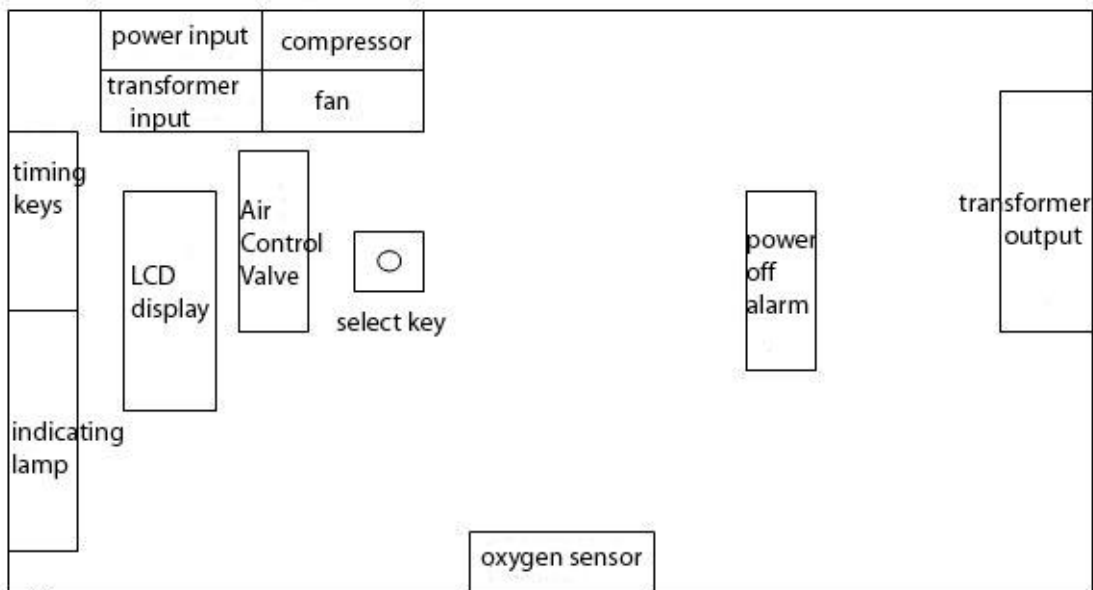 power input
compressor
transformer
input
fan
timing
keys
Air
Control
Valve
LCD
display
select key
power
off
alarm
transformer
output
indicating
lamp
oxygen sensor